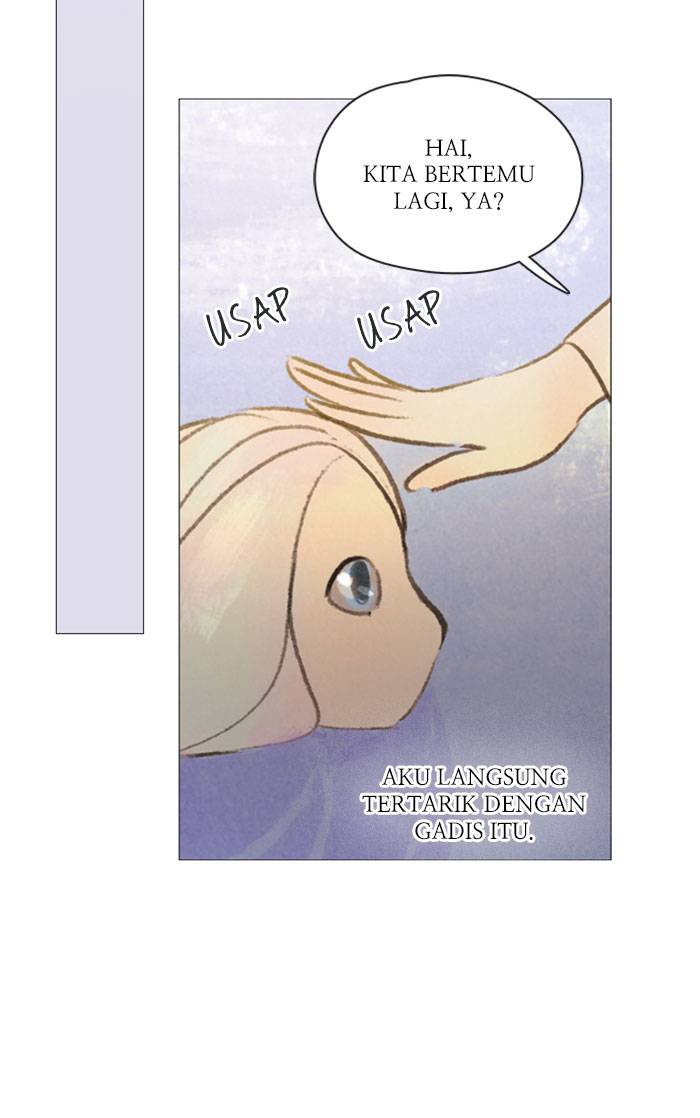 HAI,
KITA BERTEMU
LAGI, YA?
USAP
USAP
AKU LANGSUNG
TERTARIK DENGAN
GADIS ITU.